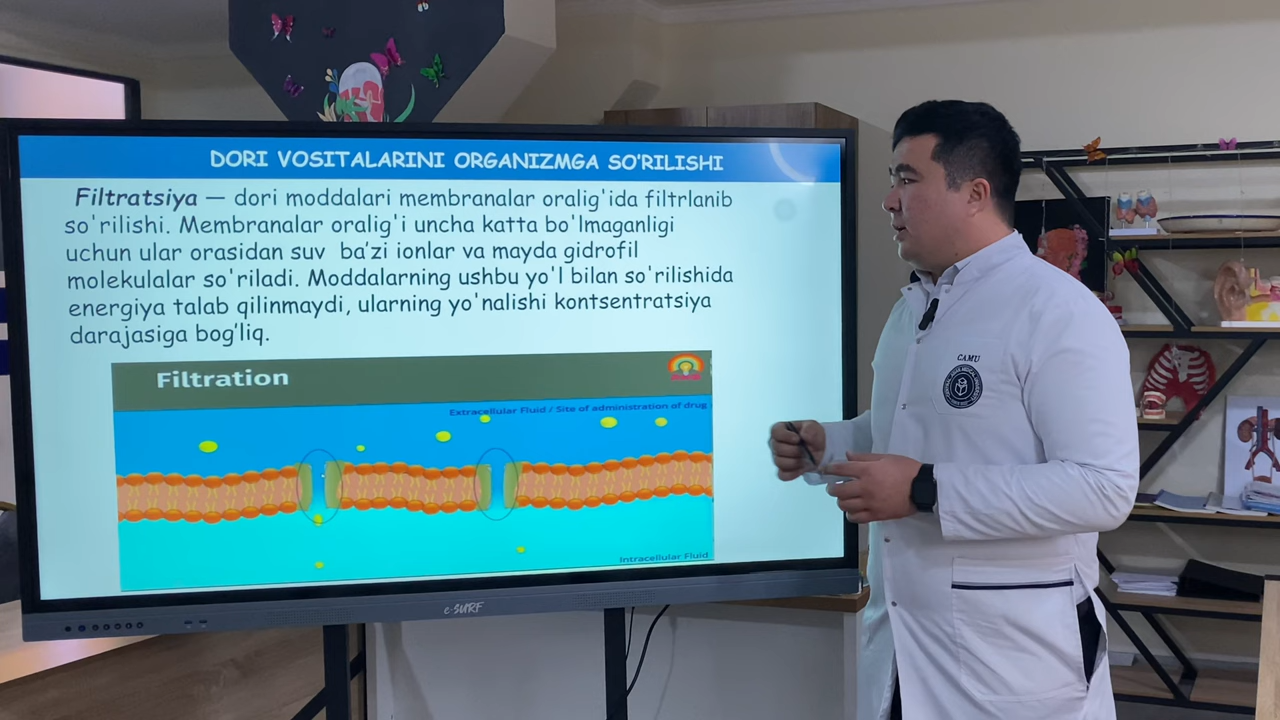 DORI VOSITALARINI ORGANIZMGA SO'RILISHI
Filtratsiya — dori moddalari membranalar oralig'ida filtrlanib
so'rilishi. Membranalar oralig'i uncha katta bo'lmaganligi
uchun ular orasidan suv ba’zi ionlar va mayda gidrofil
molekulalar so'riladi. Moddalarning ushbu yo'l bilan so'rilishida
energiya talab qilinmaydi, ularning yo'nalishi kontsentratsiya
darajasiga bog’liq.
Filtration
Extracellular Fluid / Site of administration of drug
Intracellular Fluid
e-SURF
CAMU